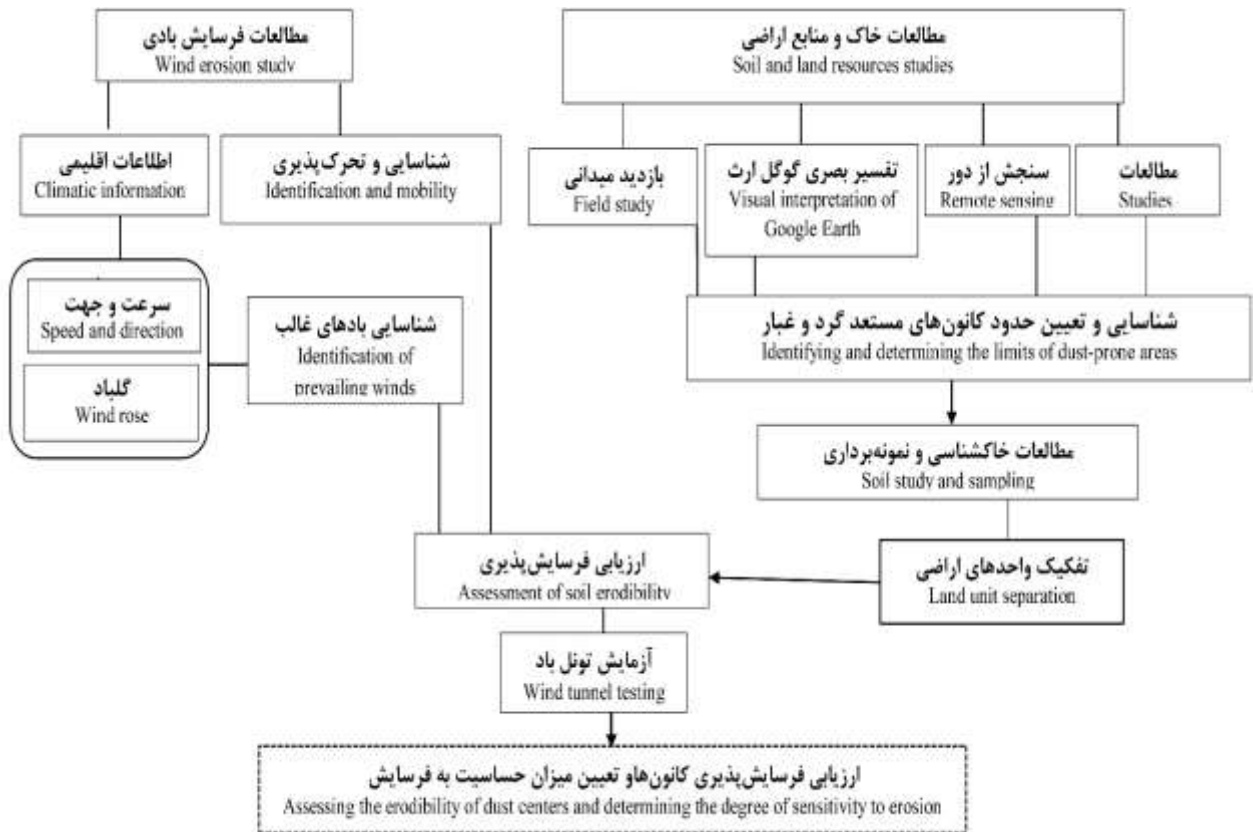 مطالعات فرسایش بادی
Wind erosion study
مطالعات خاک و منابع اراضی
Soil and land resources studies
اطلاعات اقلیمی
Climatic information
شناسایی و تحرک‌پذیری
Identification and mobility
بازدید میدانی
Field study
تفسیر بصری گوگل ارث
Visual interpretation of
Google Earth
سنجش از دور
Remote sensing
مطالعات
Studies
سرعت و جهت
Speed and direction
گلباد
Wind rose
شناسایی بادهای غالب
Identification of
prevailing winds
شناسایی و تعیین حدود کانون‌های مستعد گرد و غبار
Identifying and determining the limits of dust-prone areas
مطالعات خاکشناسی و نمونه‌برداری
Soil study and sampling
ارزیابی فرسایش‌پذیری
Assessment of soil erodibility
تفکیک واحدهای اراضی
Land unit separation
آزمایش تونل باد
Wind tunnel testing
ارزیابی فرسایش‌پذیری کانون‌هاو تعیین میزان حساسیت به فرسایش
Assessing the erodibility of dust centers and determining the degree of sensitivity to erosion